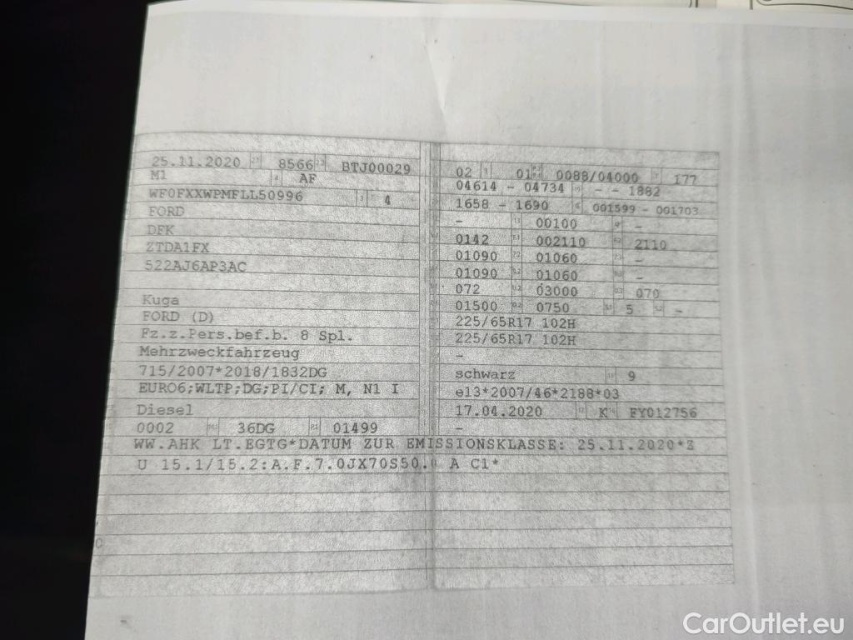 25.11.2020 8566 BTJ00029
M1 AF
WF0FXXWPMFLL50996 4
FORD
DFK
ZTDA1FX
522AJ6AP3AC
Kuga
FORD (D)
Fz.z.Pers.bef.b. 8 Spl.
Mehrzweckfahrzeug
715/2007*2018/1832DG
EURO6;WLTP;DG;PI/CI; M, N1 I
Diesel
0002 36DG 01499
02 01 0088/04000 177
04614 - 04734 - - 1882
1658 - 1690 001599 - 001703
- 00100 -
0142 002110 2110
01090 01060 -
01090 01060 -
072 03000 070
01500 0750 5 -
225/65R17 102H
225/65R17 102H
-
schwarz 9
e13*2007/46*2188*03
17.04.2020 K FY012756
-
WW.AHK LT.EGTG*DATUM ZUR EMISSIONSKLASSE: 25.11.2020*Z
U 15.1/15.2:A.F.7.0JX70S50. A C1*
CarOutlet.eu